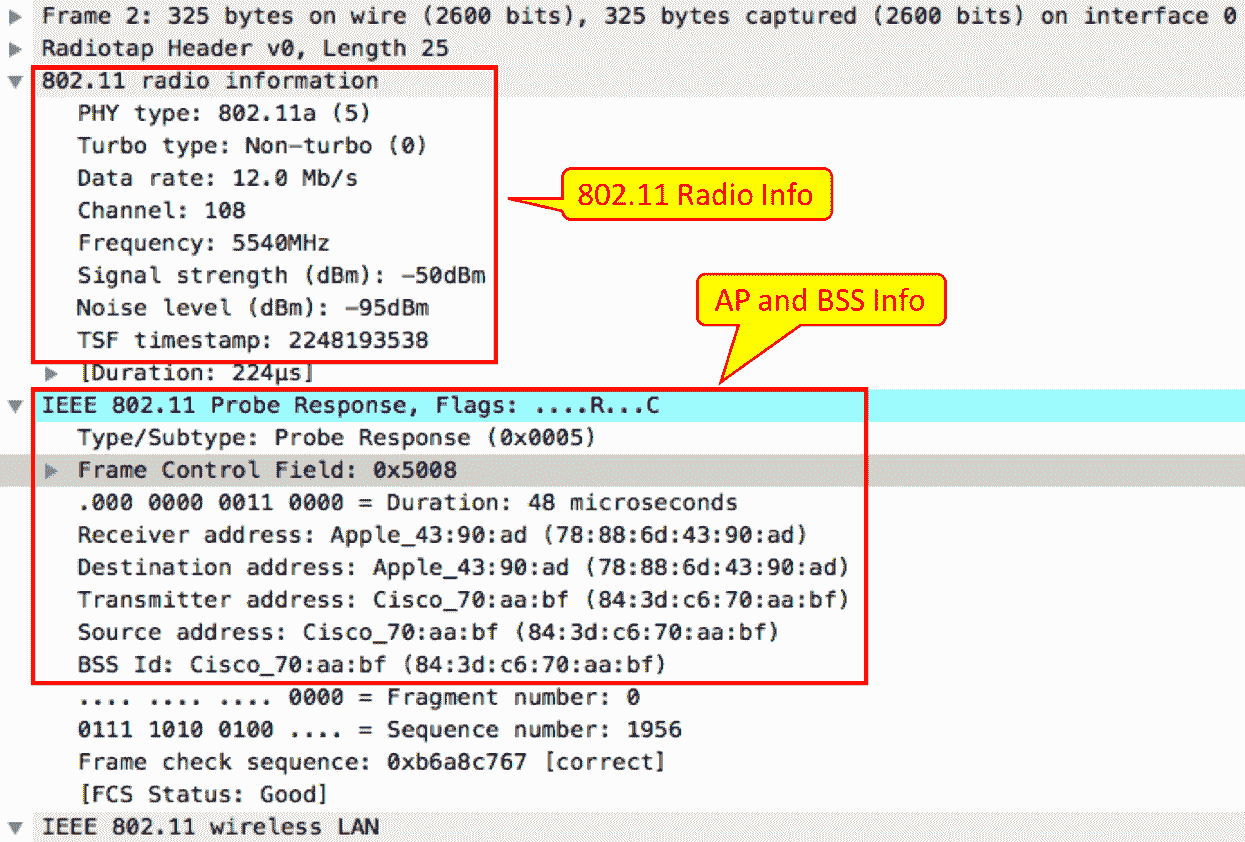 Frame 2: 325 bytes on wire (2600 bits), 325 bytes captured (2600 bits) on interface 0
Radiotap Header v0, Length 25
802.11 radio information
PHY type: 802.11a (5)
Turbo type: Non-turbo (0)
Data rate: 12.0 Mb/s
802.11 Radio Info
Channel: 108
Frequency: 5540MHz
Signal strength (dBm): -50dBm
AP and BSS Info
Noise level (dBm): -95dBm
TSF timestamp: 2248193538
[Duration: 224µs]
IEEE 802.11 Probe Response, Flags: ....R...C
Type/Subtype: Probe Response (0x0005)
Frame Control Field: 0x5008
.000 0000 0011 0000 = Duration: 48 microseconds
Receiver address: Apple_43:90:ad (78:88:6d:43:90:ad)
Destination address: Apple_43:90:ad (78:88:6d:43:90:ad)
Transmitter address: Cisco_70:aa:bf (84:3d:c6:70:aa:bf)
Source address: Cisco_70:aa:bf (84:3d:c6:70:aa:bf)
BSS Id: Cisco_70:aa:bf (84:3d:c6:70:aa:bf)
.... .... .... 0000 = Fragment number: 0
0111 1010 0100 .... = Sequence number: 1956
Frame check sequence: 0xb6a8c767 [correct]
[FCS Status: Good]
IEEE 802.11 wireless LAN